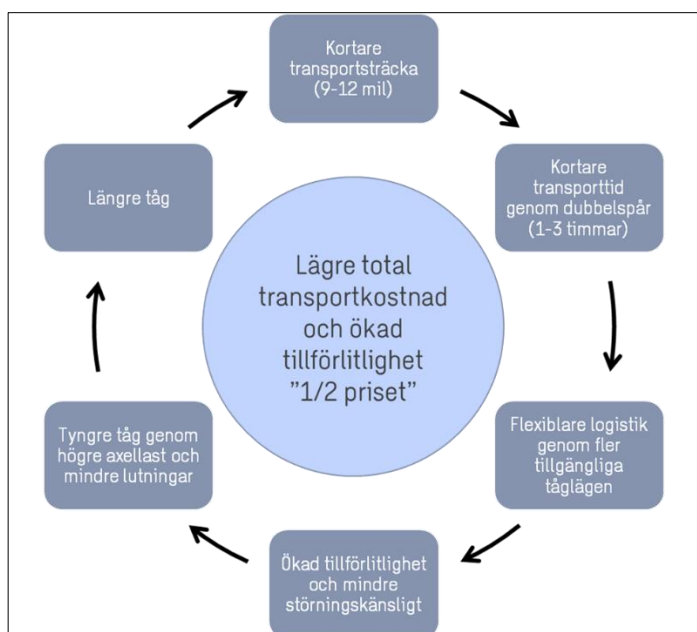 Kortare
transportsträcka
(9-12 mil)
Kortare
transporttid
genom dubbelspår
(1-3 timmar)
Flexiblare logistik
genom fler
tillgängliga
tåglägen
Ökad tillförlitlighet
och mindre
störningskänsligt
Tyngre tåg genom
högre axellast och
mindre lutningar
Längre tåg
Lägre total
transportkostnad
och ökad
tillförlitlighet
”1/2 priset”